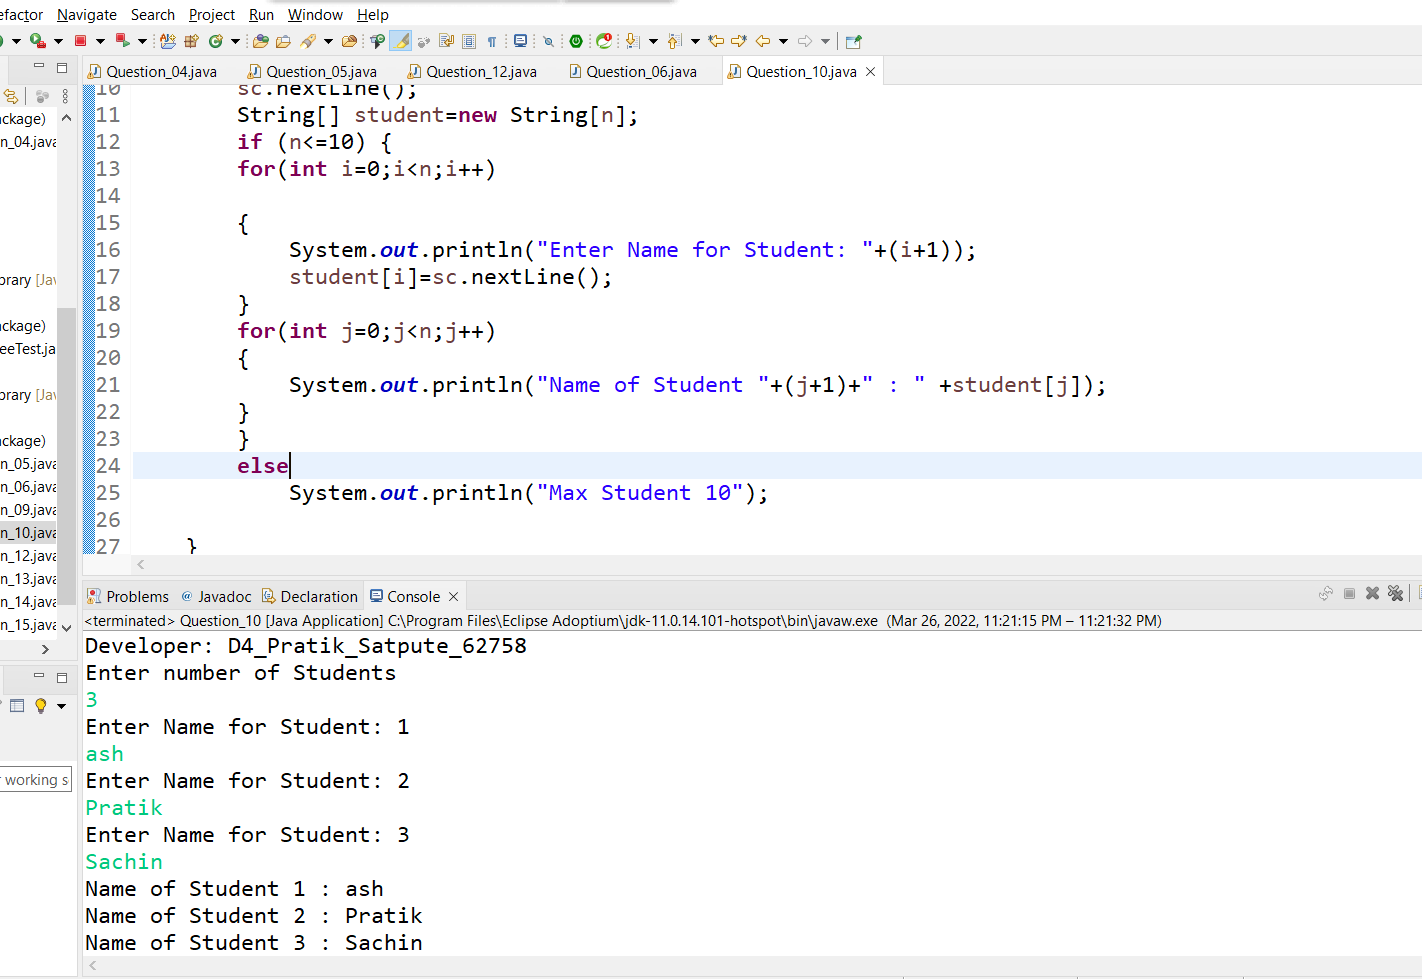 efactor Navigate Search Project Run Window Help
Question_04.java Question_05.java Question_12.java Question_06.java Question_10.java
ckage)
n_04.java
brary [Jav
ckage)
eeTest.ja
brary [Jav
ckage)
n_05.java
n_06.java
n_09.java
n_10.java
n_12.java
n_13.java
n_14.java
n_15.java
r working s
10 sc.nextLine();
11 String[] student=new String[n];
12 if (n<=10) {
13 for(int i=0;i<n;i++)
14
15 {
16 System.out.println("Enter Name for Student: "+(i+1));
17 student[i]=sc.nextLine();
18 }
19 for(int j=0;j<n;j++)
20 {
21 System.out.println("Name of Student "+(j+1)+" : " +student[j]);
22 }
23 }
24 else
25 System.out.println("Max Student 10");
26
27 }
Problems @ Javadoc Declaration Console
<terminated> Question_10 [Java Application] C:\Program Files\Eclipse Adoptium\jdk-11.0.14.101-hotspot\bin\javaw.exe (Mar 26, 2022, 11:21:15 PM – 11:21:32 PM)
Developer: D4_Pratik_Satpute_62758
Enter number of Students
3
Enter Name for Student: 1
ash
Enter Name for Student: 2
Pratik
Enter Name for Student: 3
Sachin
Name of Student 1 : ash
Name of Student 2 : Pratik
Name of Student 3 : Sachin